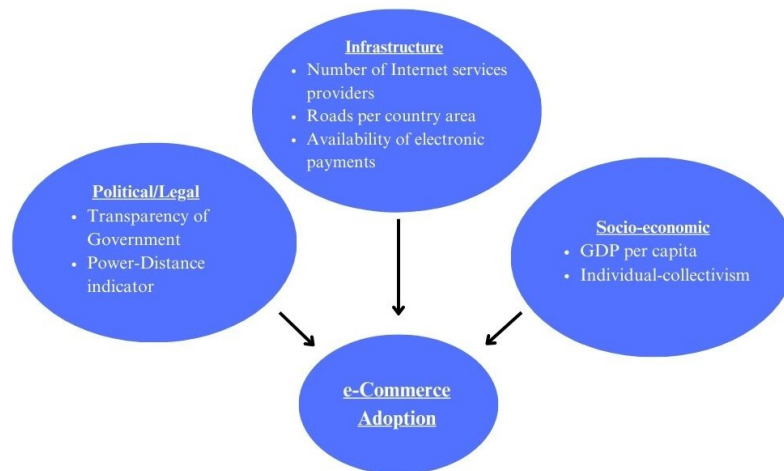 Infrastructure
• Number of Internet services
providers
• Roads per country area
• Availability of electronic
payments
Political/Legal
• Transparency of
Government
• Power-Distance
indicator
Socio-economic
• GDP per capita
• Individual-collectivism
e-Commerce
Adoption